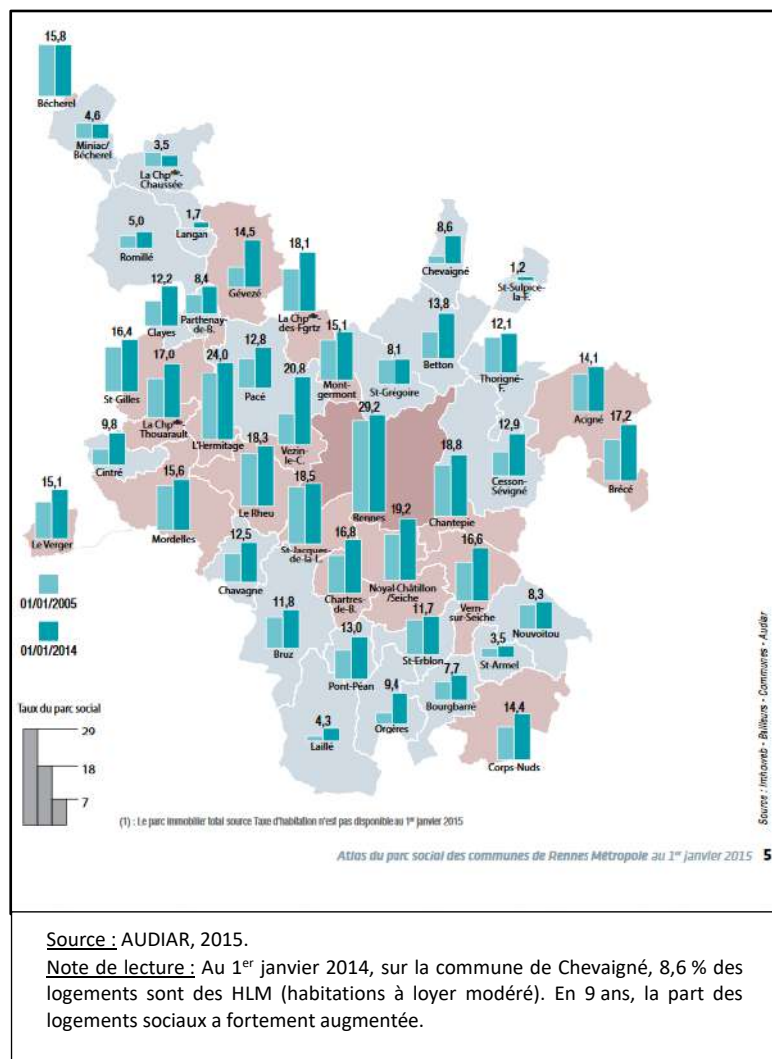 15,8
Bécherel
4,6
Miniac/
Bécherel
3,5
La Chp^elle-
Chaussée
5,0
Romillé
1,7
Langan
14,5
Gévezé
18,1
La Chp^elle-
des-Fgrtz
8,6
Chevaigné
1,2
St-Sulpice-
la-F.
12,2
Clayes
8,4
Parthenay-
de-B.
13,8
Betton
12,1
Thorigné-
F.
16,4
St-Gilles
17,0
La Chp^elle-
Thouarault
24,0
L'Hermitage
12,8
Pacé
20,8
Vezin-
le-C.
15,1
Mont-
germont
8,1
St-Grégoire
14,1
Acigné
17,2
Brécé
9,8
Cintré
29,2
Rennes
18,8
Chantepie
12,9
Cesson-
Sévigné
15,1
Le Verger
15,6
Mordelles
18,3
Le Rheu
18,5
St-Jacques-
de-la-L.
16,8
Chartres-
de-B.
19,2
Noyal-Châtillon
/Seiche
16,6
Vern-
sur-Seiche
12,5
Chavagne
11,8
Bruz
13,0
Pont-Péan
11,7
St-Erblon
3,5
St-Armel
8,3
Nouvoitou
4,3
Laillé
9,4
Orgères
7,7
Bourgbarré
14,4
Corps-Nuds
01/01/2005
01/01/2014
Taux du parc social
29
18
7
(1) : Le parc immobilier total source Taxe d'habitation n'est pas disponible au 1er janvier 2015
Source : Imhoweb - Bailleurs - Communes - Audiar
Atlas du parc social des communes de Rennes Métropole au 1er janvier 2015 5
Source : AUDIAR, 2015.
Note de lecture : Au 1er janvier 2014, sur la commune de Chevaigné, 8,6 % des
logements sont des HLM (habitations à loyer modéré). En 9 ans, la part des
logements sociaux a fortement augmentée.